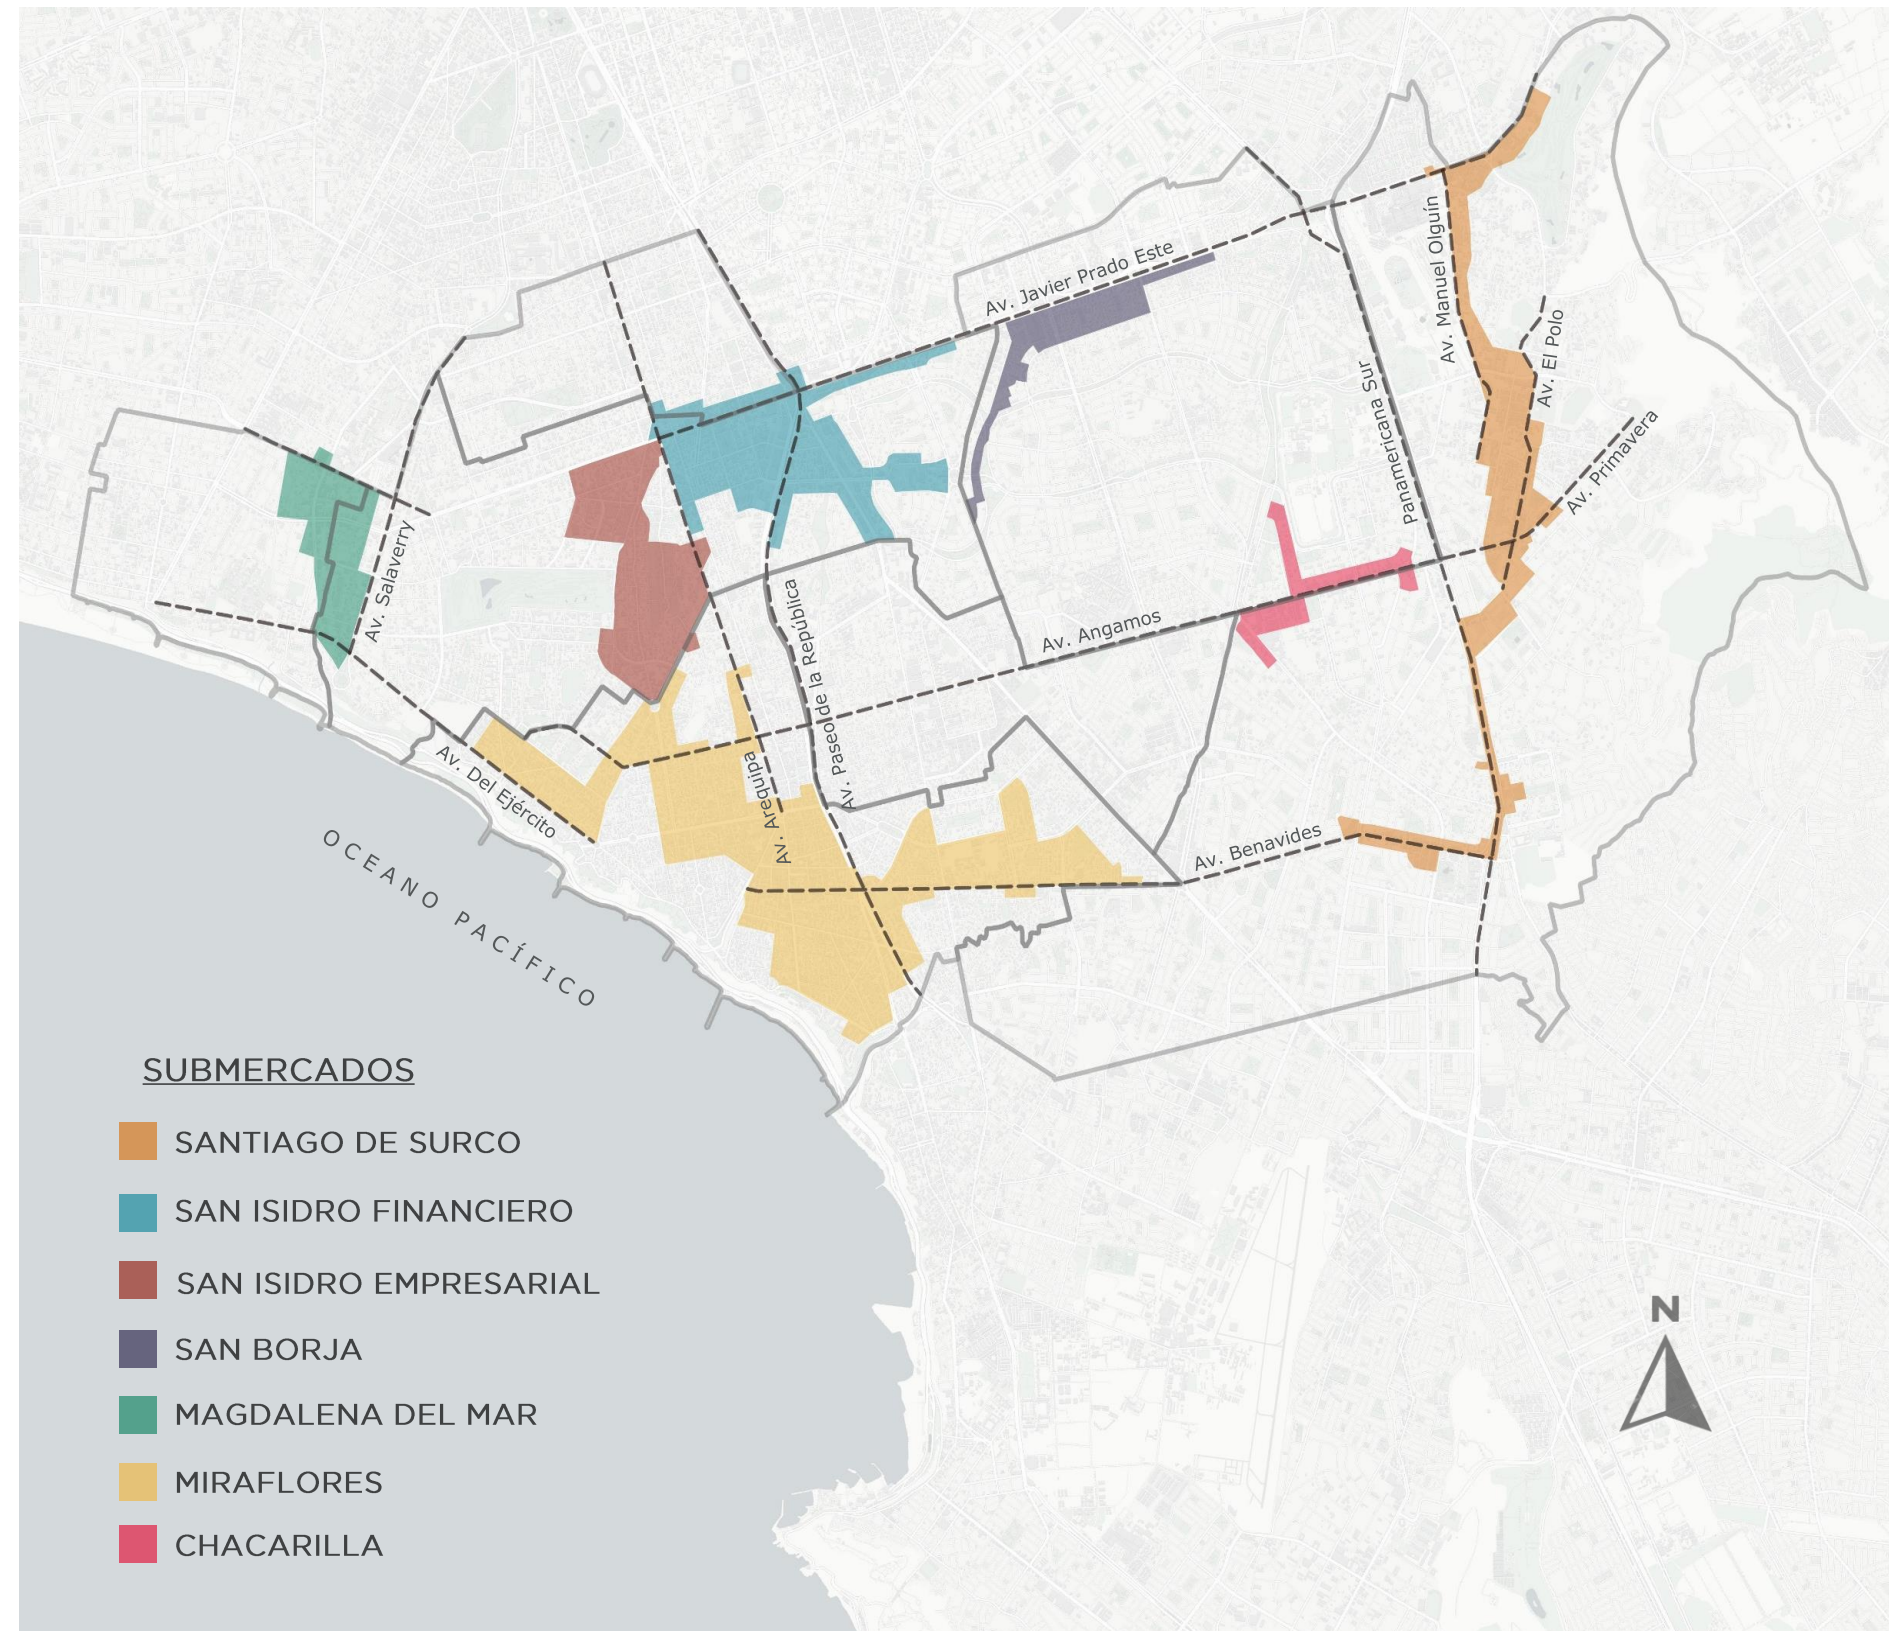 Av. Javier Prado Este
Av. Manuel Olguín
Av. El Polo
Panamericana Sur
Av. Primavera
Av. Salaverry
Av. Angamos
Av. Paseo de la República
Av. Arequipa
Av. Del Ejército
Av. Benavides
OCEANO PACÍFICO
SUBMERCADOS
SANTIAGO DE SURCO
SAN ISIDRO FINANCIERO
SAN ISIDRO EMPRESARIAL
SAN BORJA
MAGDALENA DEL MAR
MIRAFLORES
CHACARILLA
N